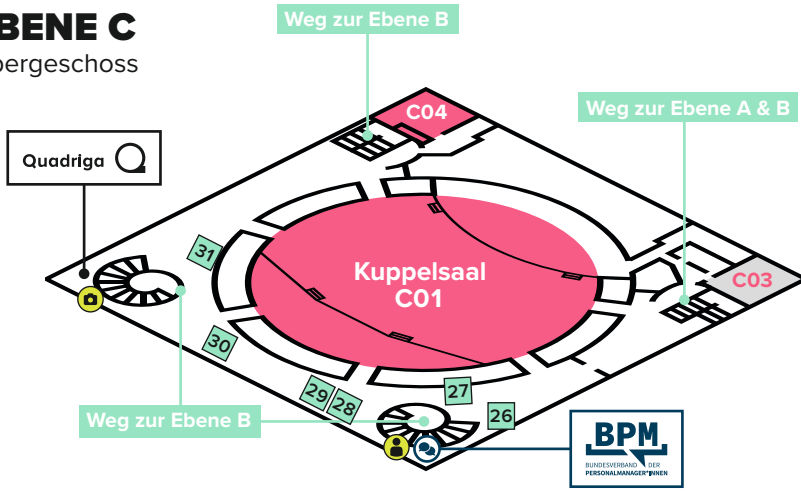 BENE C
bergeschoss
Weg zur Ebene B
Weg zur Ebene A & B
C04
Quadriga
31
Kuppelsaal
C01
C03
30
29
28
27
26
Weg zur Ebene B
BPM
BUNDESVERBAND DER
PERSONALMANAGER*INNEN